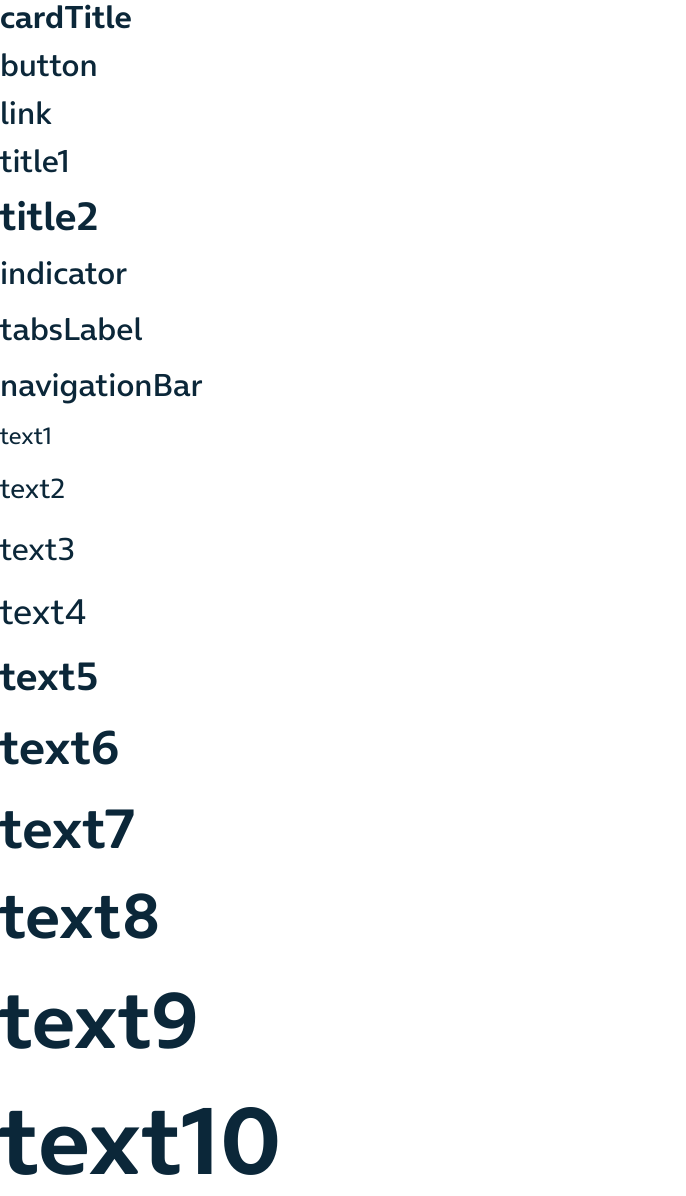 cardTitle
button
link
title1
title2
indicator
tabsLabel
navigationBar
text1
text2
text3
text4
text5
text6
text7
text8
text9
text10